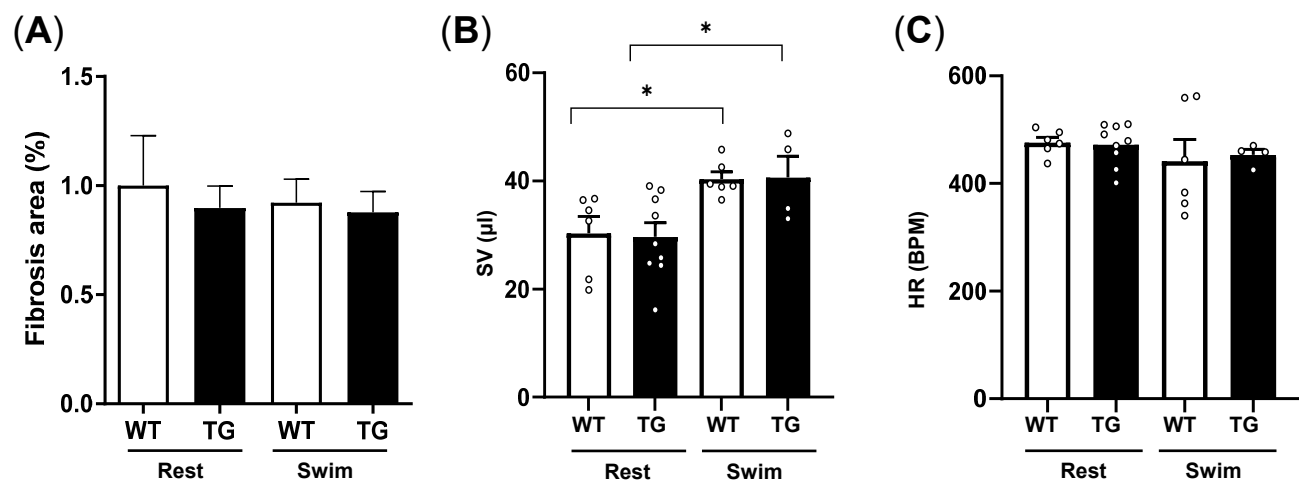 (A)
Fibrosis area (%)
1.5
1.0
0.5
0.0
WT TG WT TG
Rest Swim
(B)
* 
*
SV (µl)
60
40
20
0
WT TG WT TG
Rest Swim
(C)
HR (BPM)
600
400
200
0
WT TG WT TG
Rest Swim